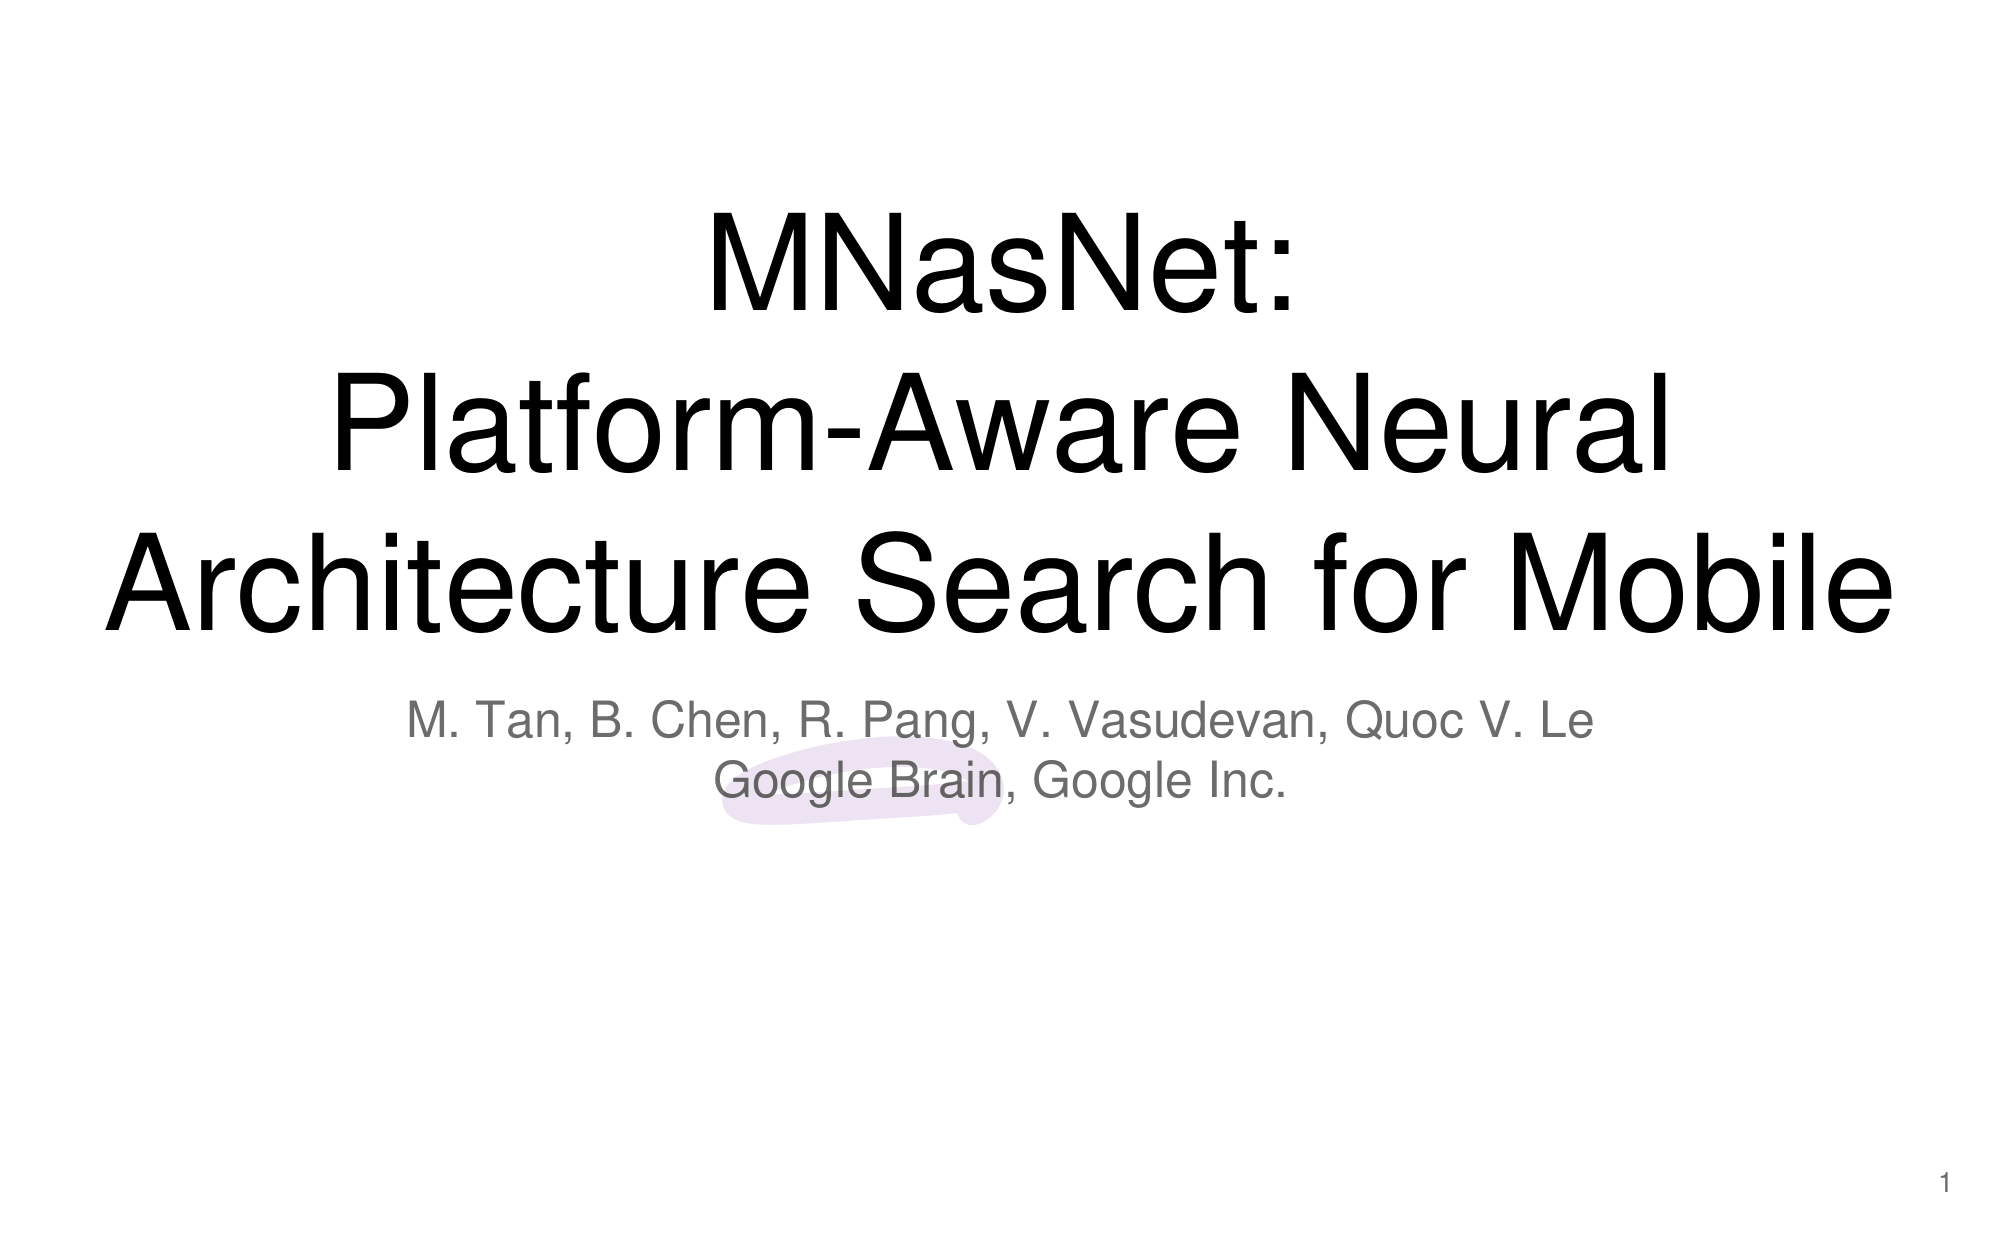 MNasNet:
Platform-Aware Neural
Architecture Search for Mobile
M. Tan, B. Chen, R. Pang, V. Vasudevan, Quoc V. Le
Google Brain, Google Inc.
1